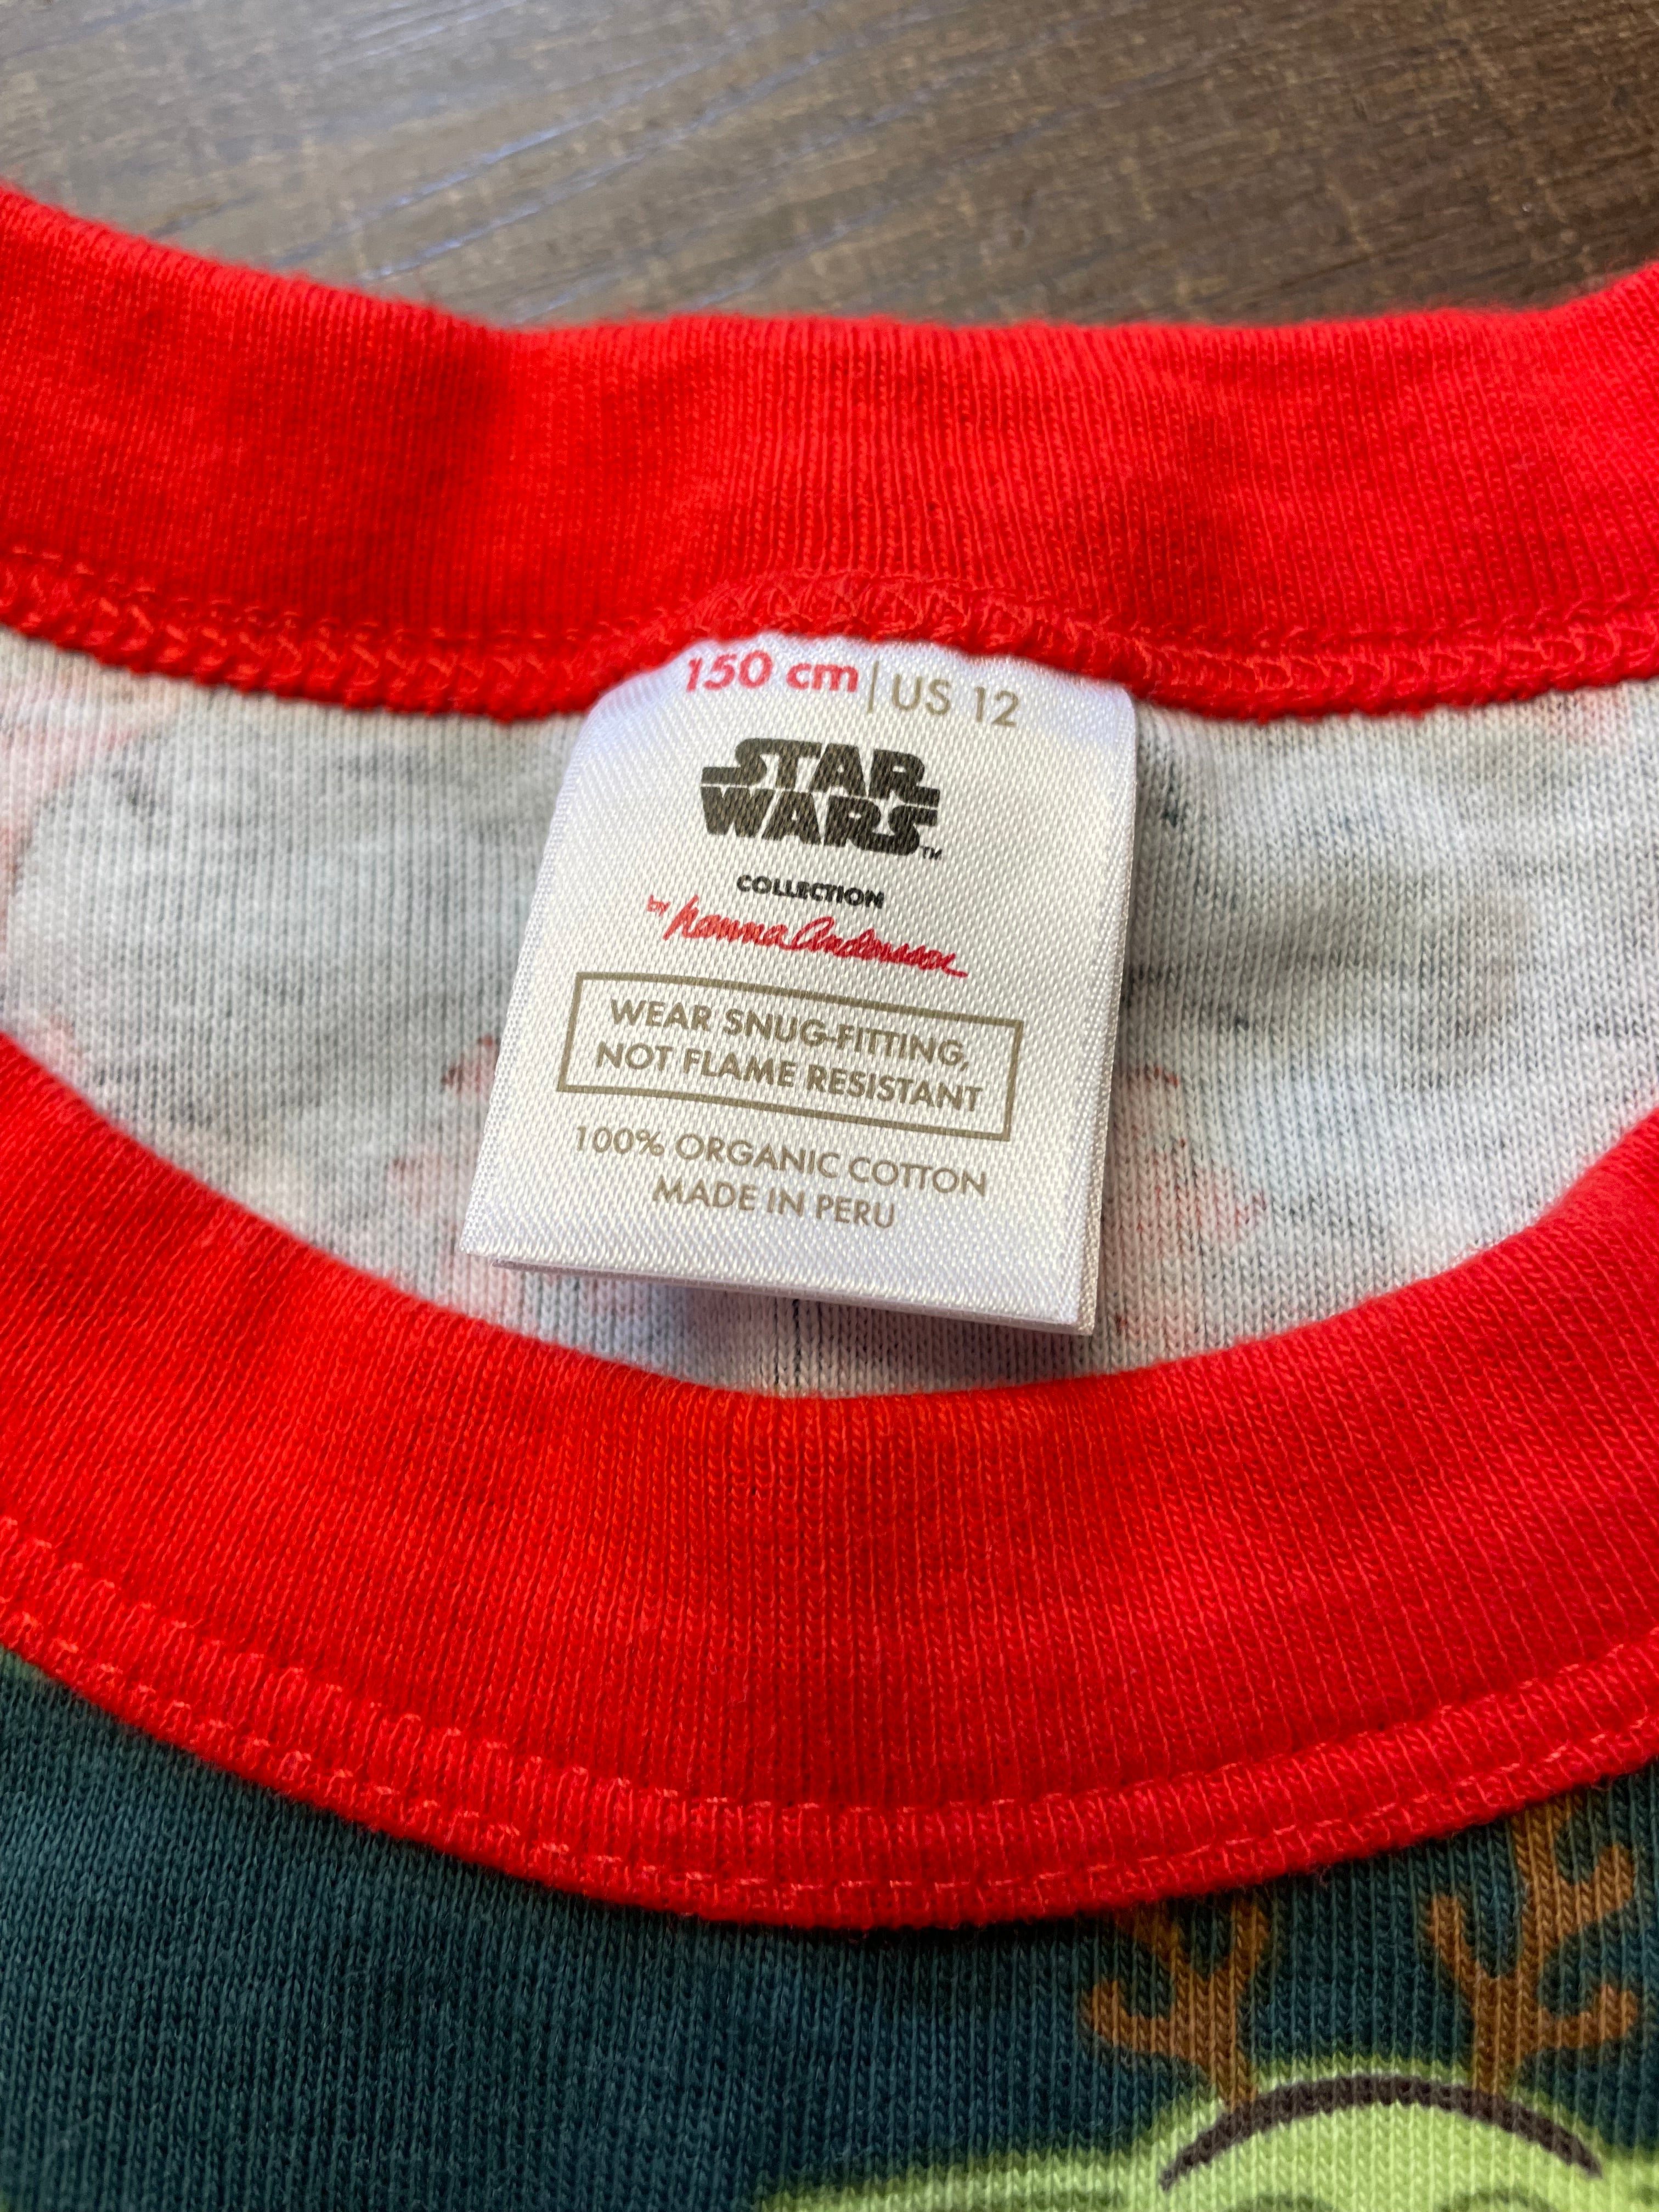 150 cm | US 12
STAR
WARS™
COLLECTION
by hanna Andersson
WEAR SNUG-FITTING,
NOT FLAME RESISTANT
100% ORGANIC COTTON
MADE IN PERU